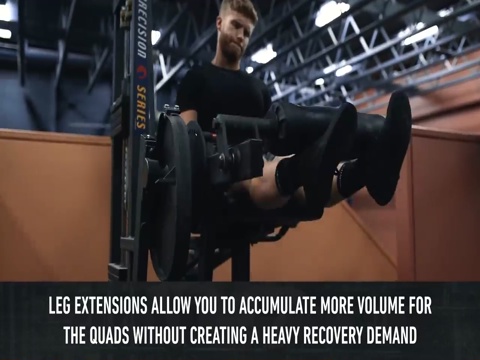 PRECISION
SERIES
LEG EXTENSIONS ALLOW YOU TO ACCUMULATE MORE VOLUME FOR
THE QUADS WITHOUT CREATING A HEAVY RECOVERY DEMAND